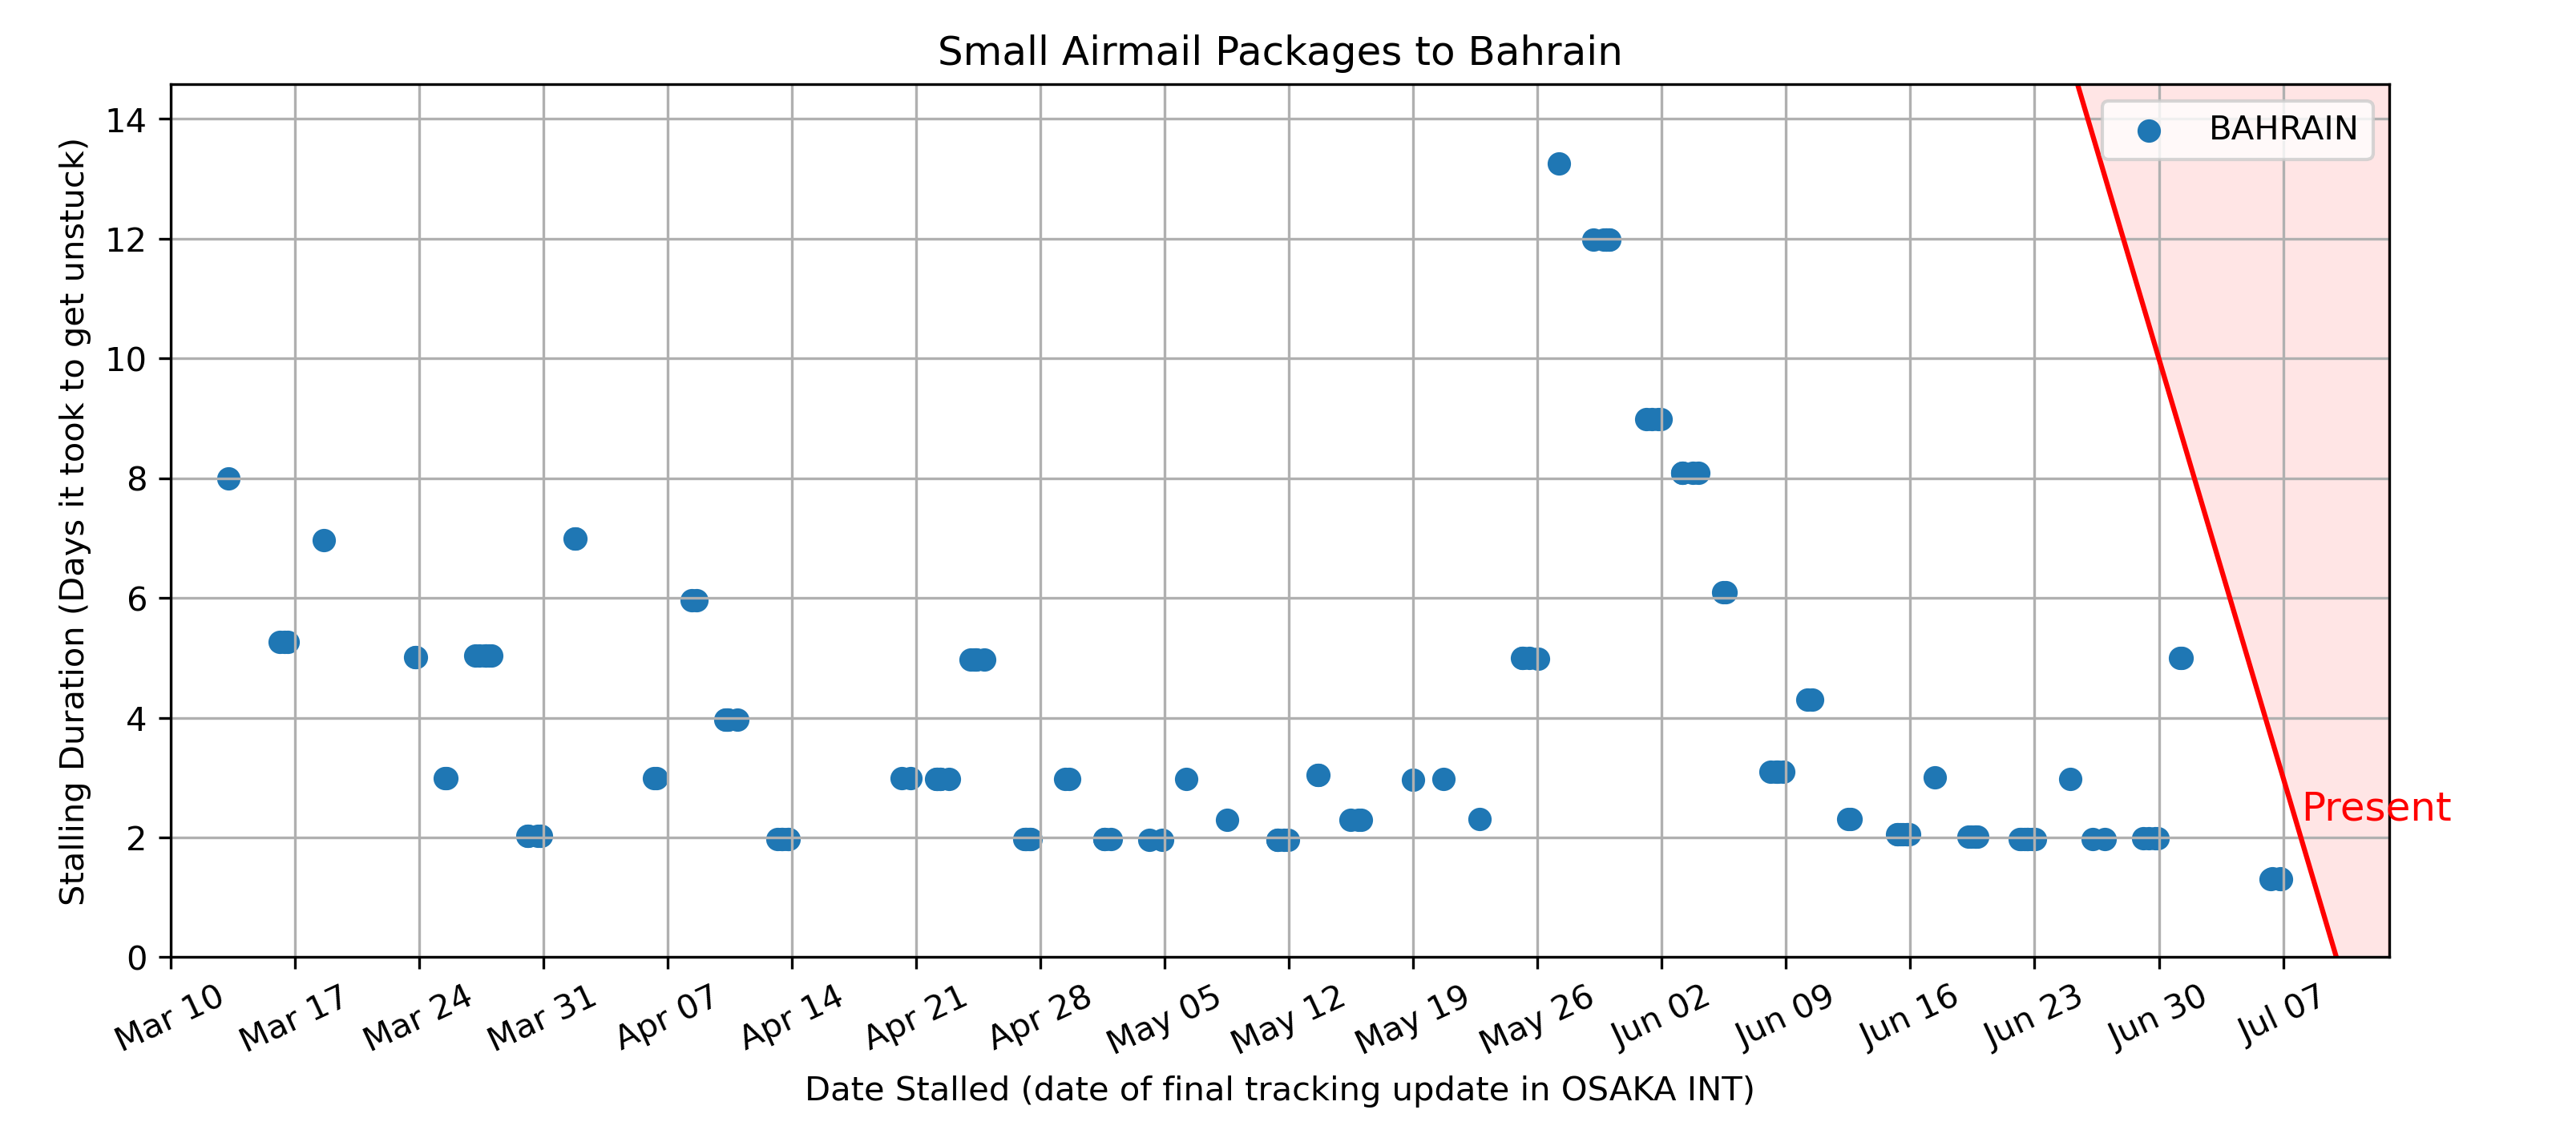 Small Airmail Packages to Bahrain
Stalling Duration (Days it took to get unstuck)
14
12
10
8
6
4
2
0
BAHRAIN
Present
Mar 10
Mar 17
Mar 24
Mar 31
Apr 07
Apr 14
Apr 21
Apr 28
May 05
May 12
May 19
May 26
Jun 02
Jun 09
Jun 16
Jun 23
Jun 30
Jul 07
Date Stalled (date of final tracking update in OSAKA INT)